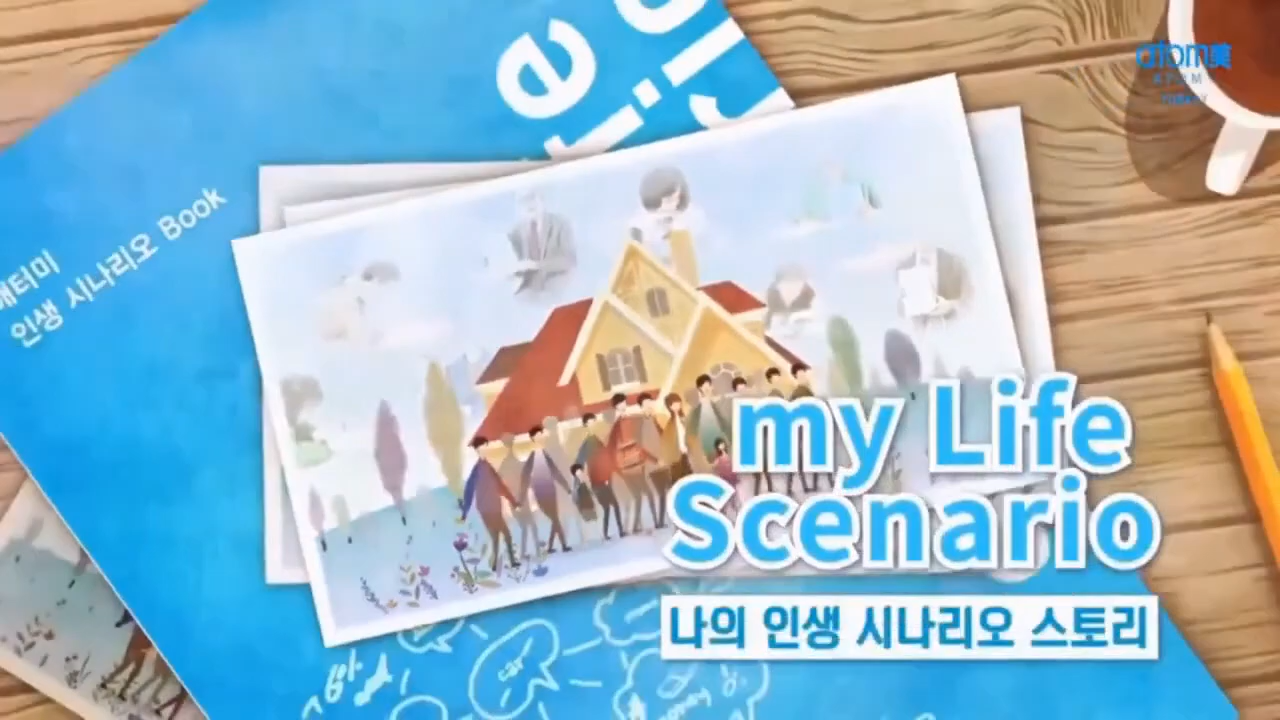 atom美
애터미
인생 시나리오 Book
my Life
Scenario
나의 인생 시나리오 스토리
car